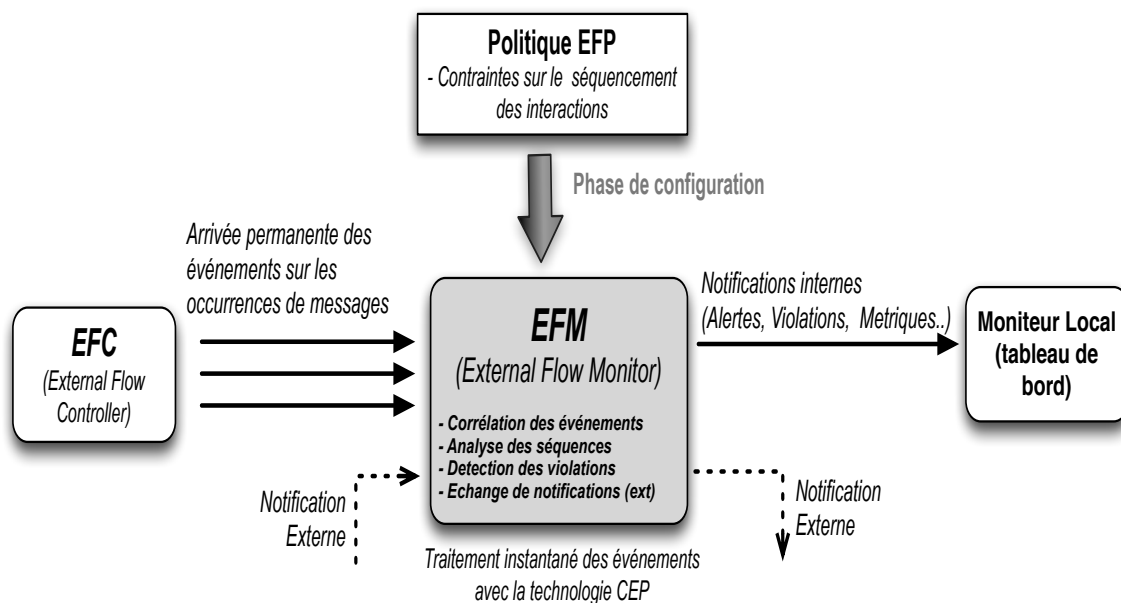 Politique EFP
- Contraintes sur le séquencement
des interactions
Phase de configuration
Arrivée permanente des
événements sur les
occurrences de messages
EFC
(External Flow
Controller)
EFM
(External Flow Monitor)
- Corrélation des événements
- Analyse des séquences
- Detection des violations
- Echange de notifications (ext)
Notifications internes
(Alertes, Violations, Metriques..)
Moniteur Local
(tableau de
bord)
Notification
Externe
Notification
Externe
Traitement instantané des événements
avec la technologie CEP